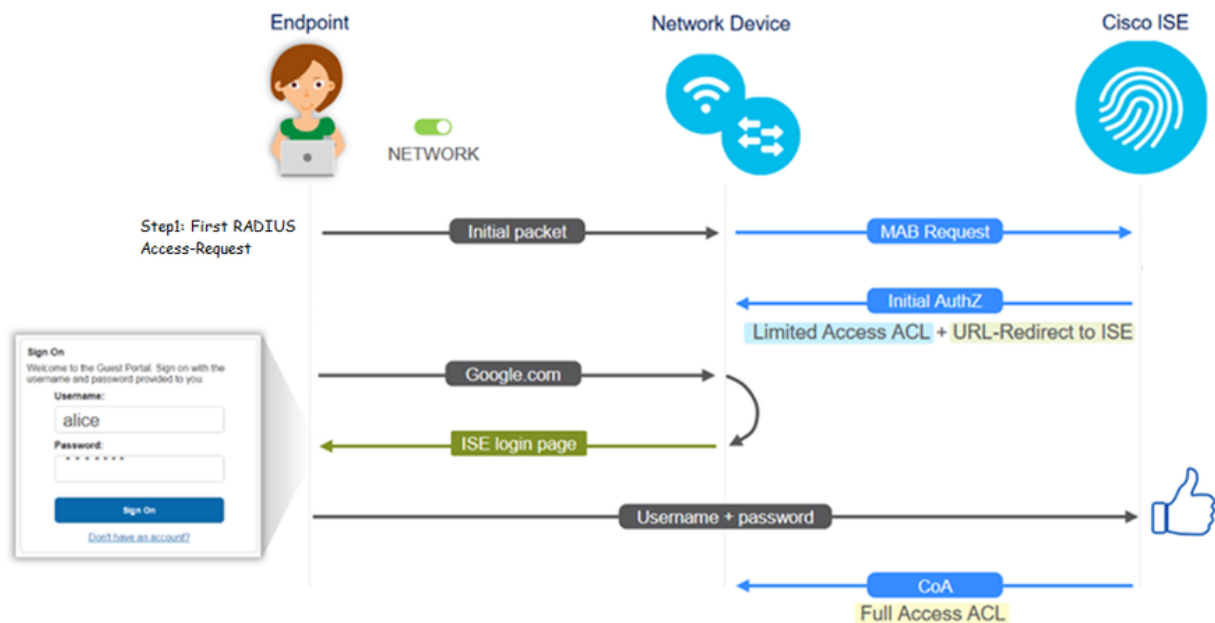 Endpoint
Network Device
Cisco ISE
NETWORK
Step1: First RADIUS
Access-Request
Initial packet
MAB Request
Initial AuthZ
Limited Access ACL + URL-Redirect to ISE
Sign On
Welcome to the Guest Portal. Sign on with the
username and password provided to you.
Username:
alice
Password:
Sign On
Don't have an account?
Google.com
ISE login page
Username + password
CoA
Full Access ACL